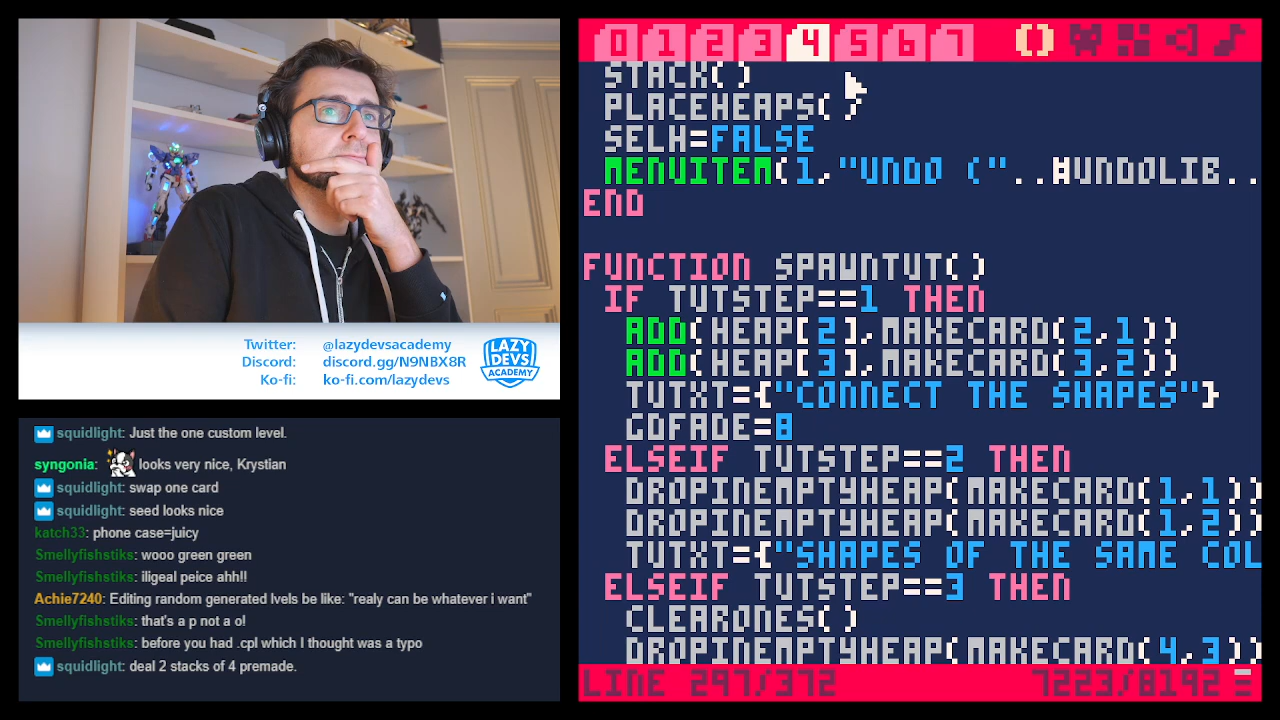 Twitter: @lazydevsacademy
Discord: discord.gg/N9NBX8R
Ko-fi: ko-fi.com/lazydevs
LAZY
DEVS
ACADEMY
squidlight: Just the one custom level.
syngonia: looks very nice, Krystian
squidlight: swap one card
squidlight: seed looks nice
katch33: phone case=juicy
Smellyfishstiks: wooo green green
Smellyfishstiks: iligeal peice ahh!!
Achie7240: Editing random generated lvels be like: "realy can be whatever i want"
Smellyfishstiks: that's a p not a o!
Smellyfishstiks: before you had .cpl which I thought was a typo
squidlight: deal 2 stacks of 4 premade.
0 1 2 3 4 5 6 7 ()
STACK()
PLACEHEAPS()
SELH=FALSE
MENUITEM(1,"UNDO ("..#UNDOLIB..
END
FUNCTION SPAWNTUT()
IF TUTSTEP==1 THEN
ADD(HEAP[2],MAKECARD(2,1))
ADD(HEAP[3],MAKECARD(3,2))
TUTXT={"CONNECT THE SHAPES"}
GOFADE=8
ELSEIF TUTSTEP==2 THEN
DROPINEMPTYHEAP(MAKECARD(1,1))
DROPINEMPTYHEAP(MAKECARD(1,2))
TUTXT={"SHAPES OF THE SAME COL
ELSEIF TUTSTEP==3 THEN
CLEARONES()
DROPINEMPTYHEAP(MAKECARD(4,3))
LINE 297/372 7223/8192